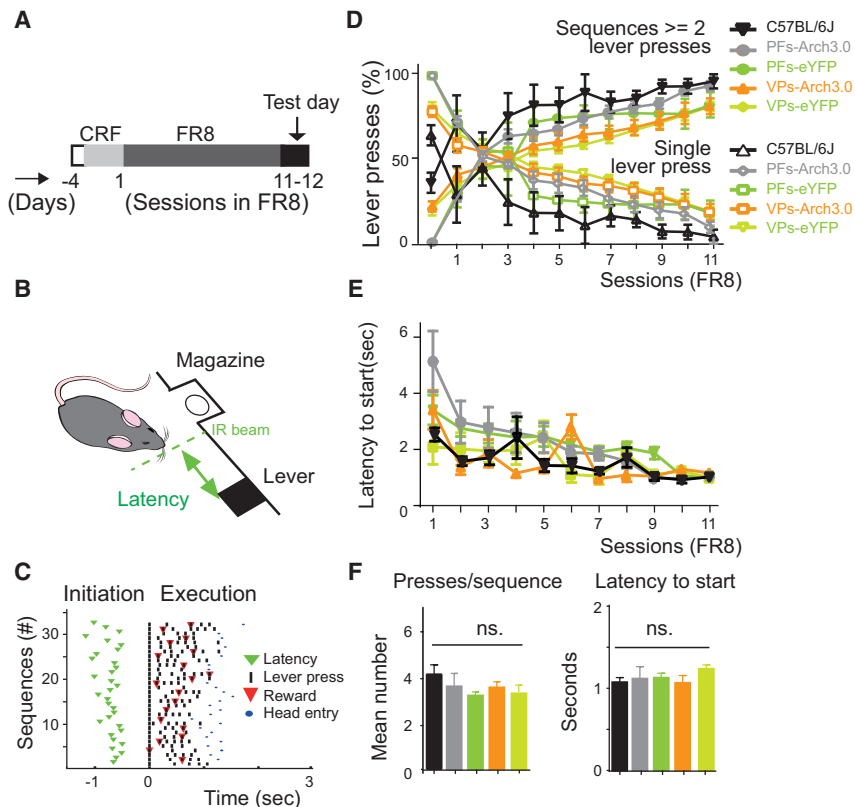 A
Test day
CRF
FR8
-4
1
11-12
(Days)
(Sessions in FR8)
B
Magazine
IR beam
Lever
Latency
C
Initiation
Execution
Sequences (#)
30
20
10
-1
0
3
Time (sec)
Latency
Lever press
Reward
Head entry
D
Sequences >= 2
lever presses
Single
lever press
Lever presses (%)
100
50
0
1
3
5
7
9
11
Sessions (FR8)
C57BL/6J
PFs-Arch3.0
PFs-eYFP
VPs-Arch3.0
VPs-eYFP
C57BL/6J
PFs-Arch3.0
PFs-eYFP
VPs-Arch3.0
VPs-eYFP
E
Latency to start(sec)
6
4
2
0
1
3
5
7
9
11
Sessions (FR8)
F
Presses/sequence
ns.
Mean number
6
4
2
0
Latency to start
ns.
Seconds
2
1
0